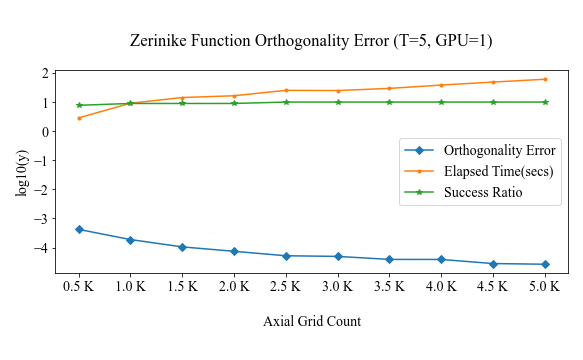 Zerinike Function Orthogonality Error (T=5, GPU=1)
2
1
0
−1
−2
−3
−4
log10(y)
Orthogonality Error
Elapsed Time(secs)
Success Ratio
0.5 K 1.0 K 1.5 K 2.0 K 2.5 K 3.0 K 3.5 K 4.0 K 4.5 K 5.0 K
Axial Grid Count